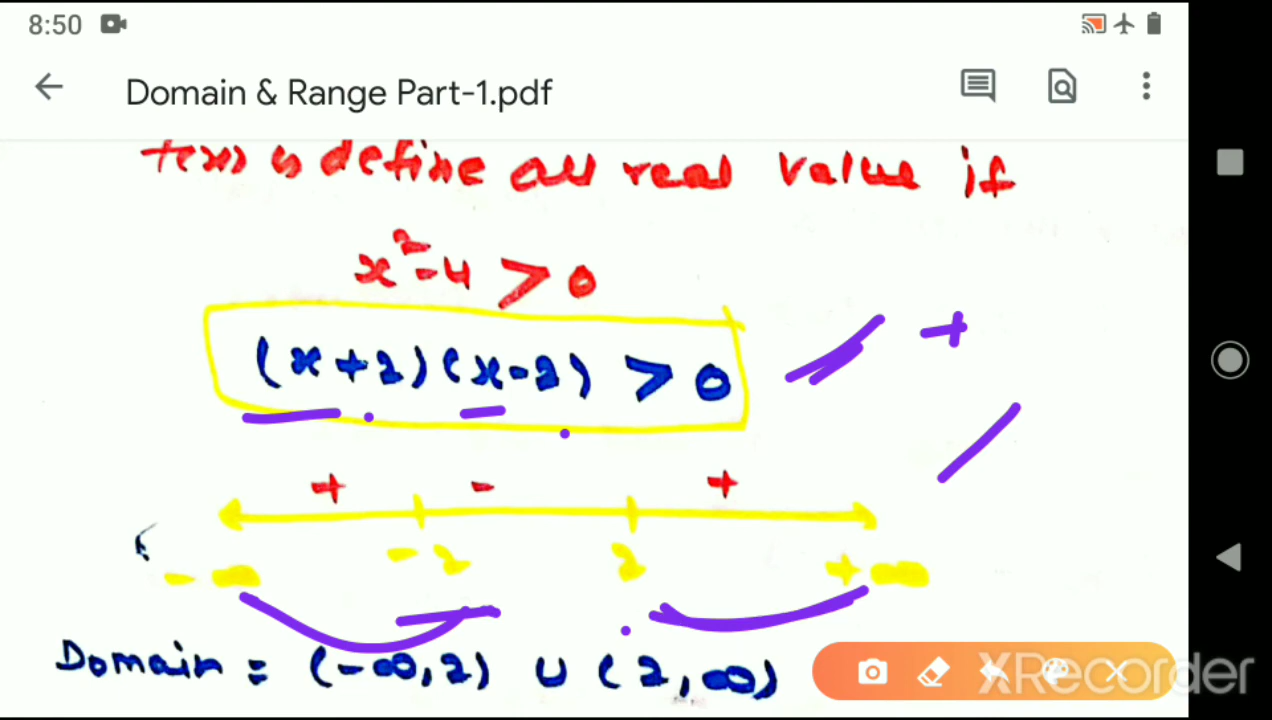 8:50
Domain & Range Part-1.pdf
define all real value if
x²-4 > 0
(x+2)(x-2) > 0
+
+ - +
-∞ -2 2 +∞
Domain = (-∞,2) ∪ (2,∞)
XRecorder